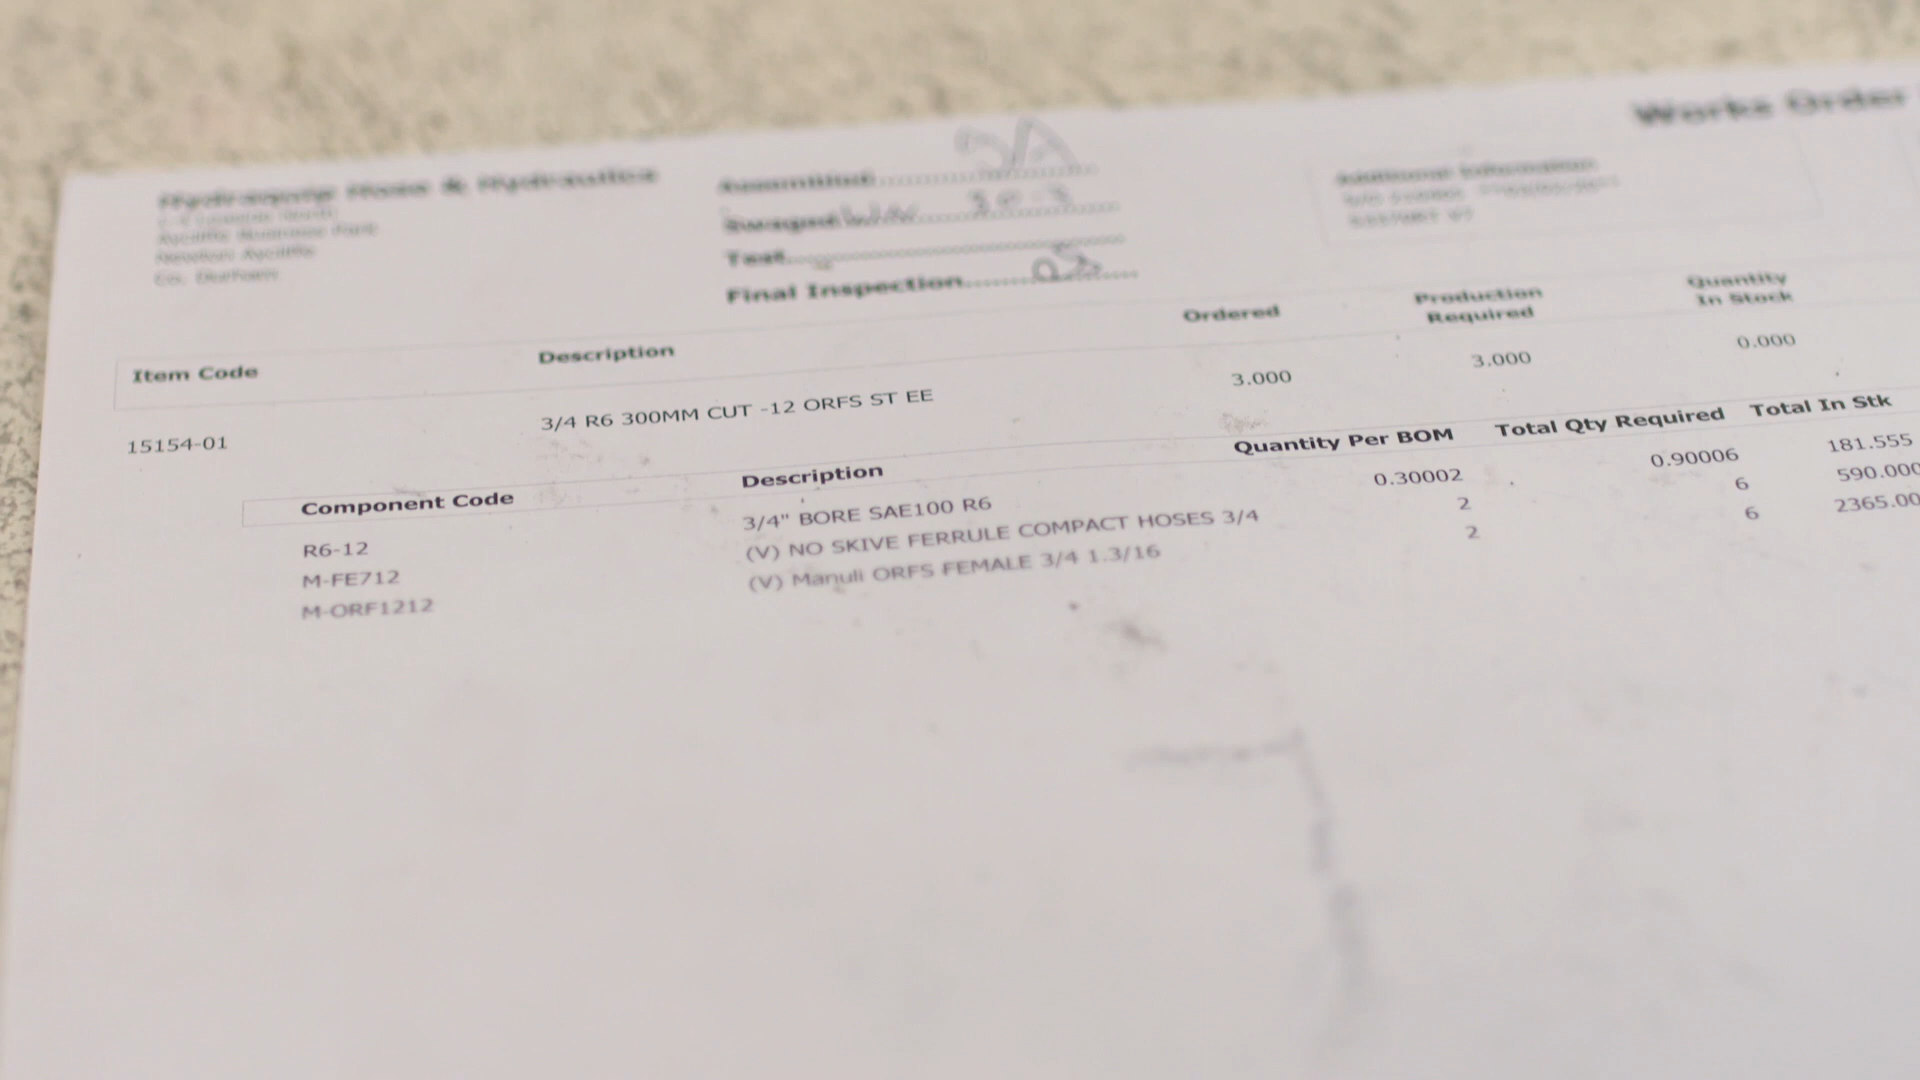 Works Order
Hydraquip Hose & Hydraulics
Aycliffe Business Park
Newton Aycliffe
Co. Durham
Assembled
Swaged
Test
Final Inspection
Additional Information
Item Code Description Ordered Production Required Quantity In Stock
15154-01 3/4 R6 300MM CUT -12 ORFS ST EE 3.000 3.000 0.000
Component Code Description Quantity Per BOM Total Qty Required Total In Stk
R6-12 3/4" BORE SAE100 R6 0.30002 0.90006 181.555
M-FE712 (V) NO SKIVE FERRULE COMPACT HOSES 3/4 2 6 590.000
M-ORF1212 (V) Manuli ORFS FEMALE 3/4 1.3/16 2 6 2365.00